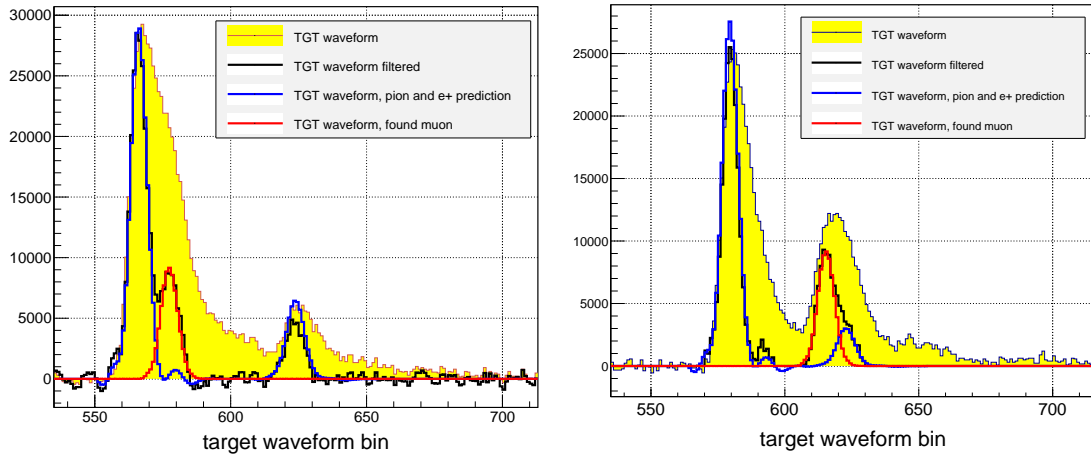 30000
25000
20000
15000
10000
5000
0
550
600
650
700
target waveform bin
TGT waveform
TGT waveform filtered
TGT waveform, pion and e+ prediction
TGT waveform, found muon
25000
20000
15000
10000
5000
0
550
600
650
700
target waveform bin
TGT waveform
TGT waveform filtered
TGT waveform, pion and e+ prediction
TGT waveform, found muon